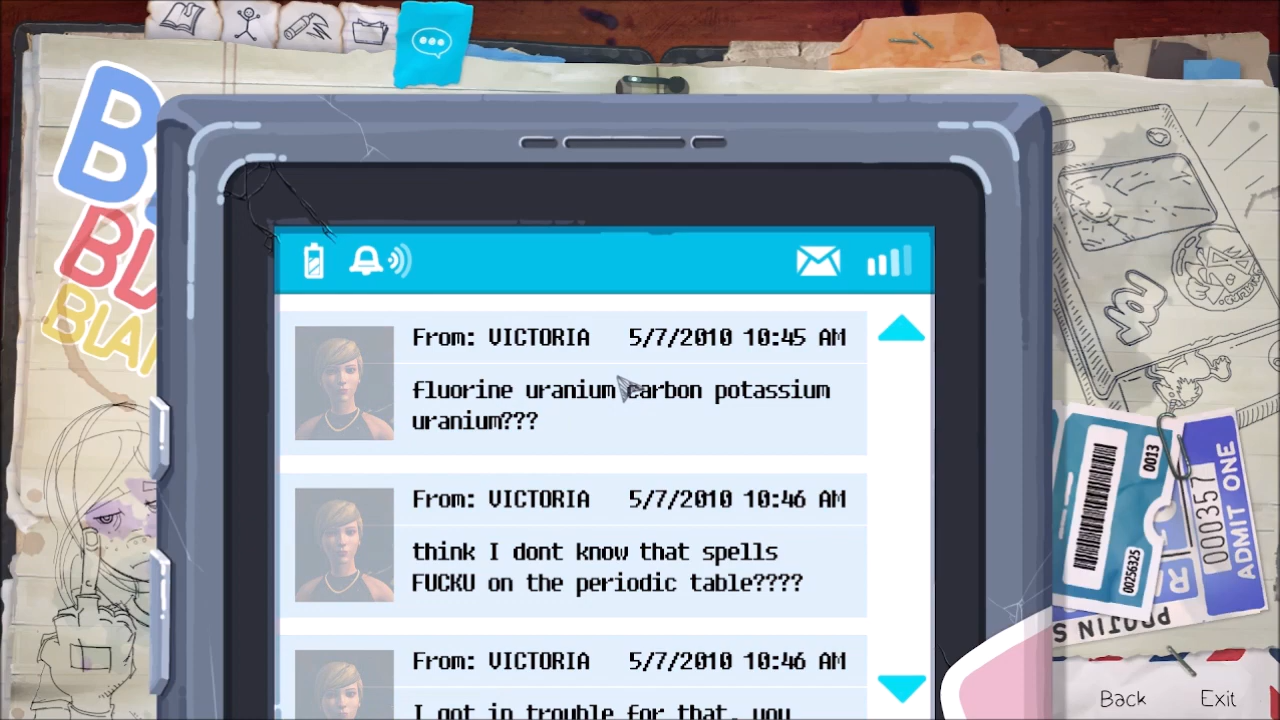 From: VICTORIA 5/7/2010 10:45 AM
fluorine uranium carbon potassium
uranium???
From: VICTORIA 5/7/2010 10:46 AM
think I dont know that spells
FUCKU on the periodic table????
From: VICTORIA 5/7/2010 10:46 AM
I got in trouble for that. you
0013
00256325
000357
ADMIT ONE
Back
Exit